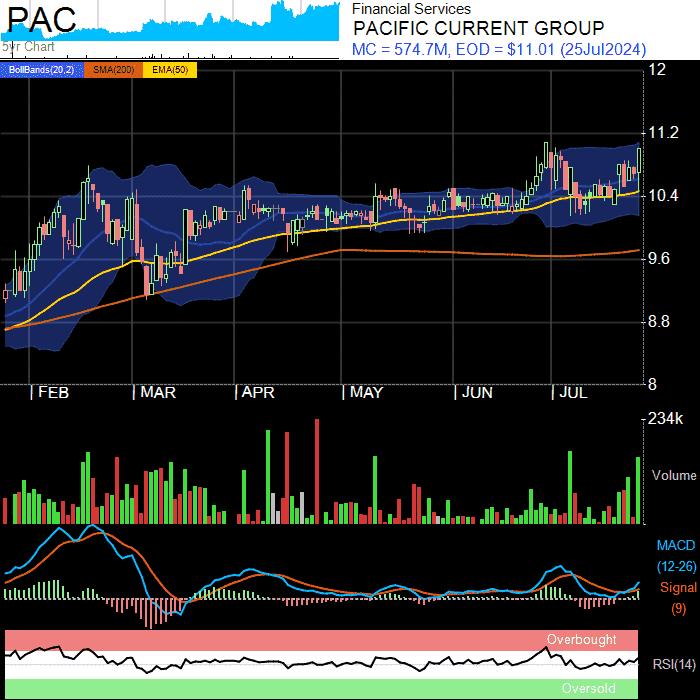 PAC
5yr Chart
Financial Services
PACIFIC CURRENT GROUP
MC = 574.7M, EOD = $11.01 (25Jul2024)
BollBands(20,2) SMA(200) EMA(50)
12
11.2
10.4
9.6
8.8
8
FEB MAR APR MAY JUN JUL
234k
Volume
MACD
(12-26)
Signal
(9)
Overbought
RSI(14)
Oversold